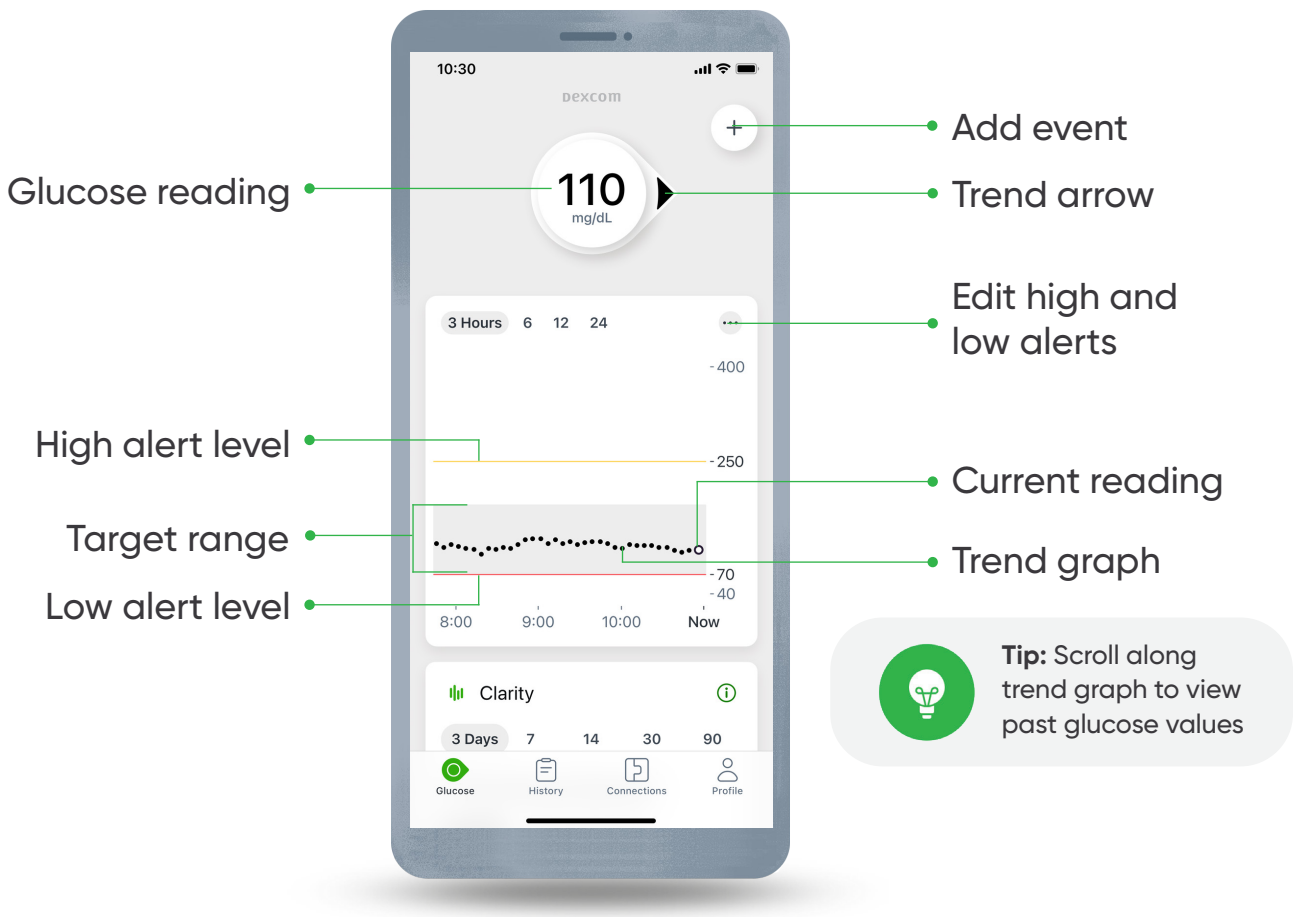 10:30
Dexcom
Add event
110
mg/dL
Glucose reading
Trend arrow
Edit high and
low alerts
3 Hours 6 12 24
...
-400
High alert level
-250
Current reading
Target range
Trend graph
-70
-40
Low alert level
8:00 9:00 10:00 Now
Tip: Scroll along
trend graph to view
past glucose values
Clarity
3 Days 7 14 30 90
Glucose History Connections Profile